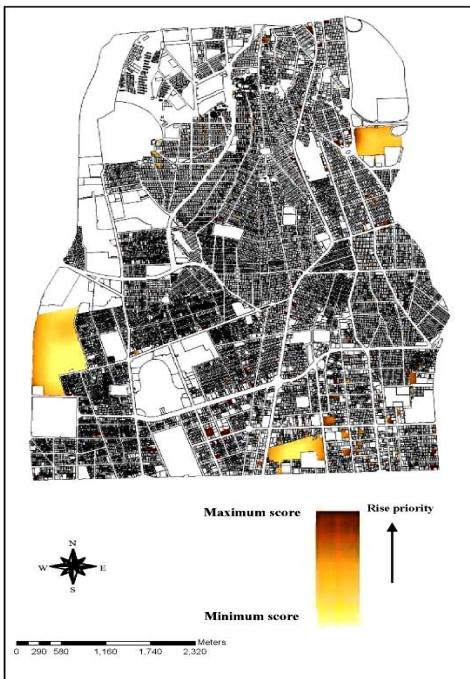 Maximum score
Rise priority
Minimum score
N
W E
S
Meters
0 290 580 1,160 1,740 2,320